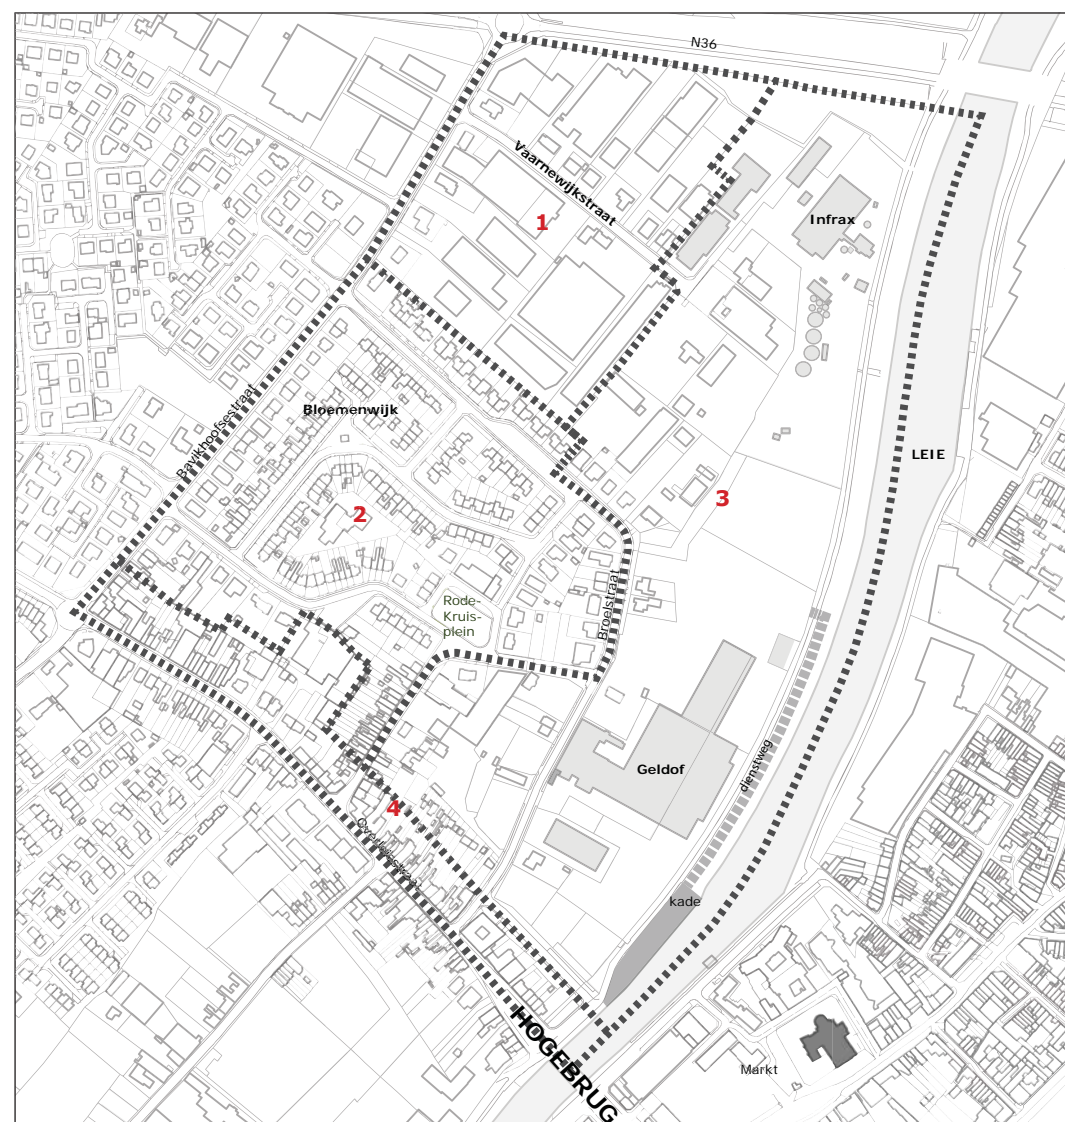 N36
Vaarnewijkstraat
1
Infrax
Bavikhoofsestraat
Bloemenwijk
LEIE
3
2
Rode-
Kruis-
plein
Broelstraat
Geldof
dienstweg
4
Overleiestraat
kade
HOGEBRUG
Markt